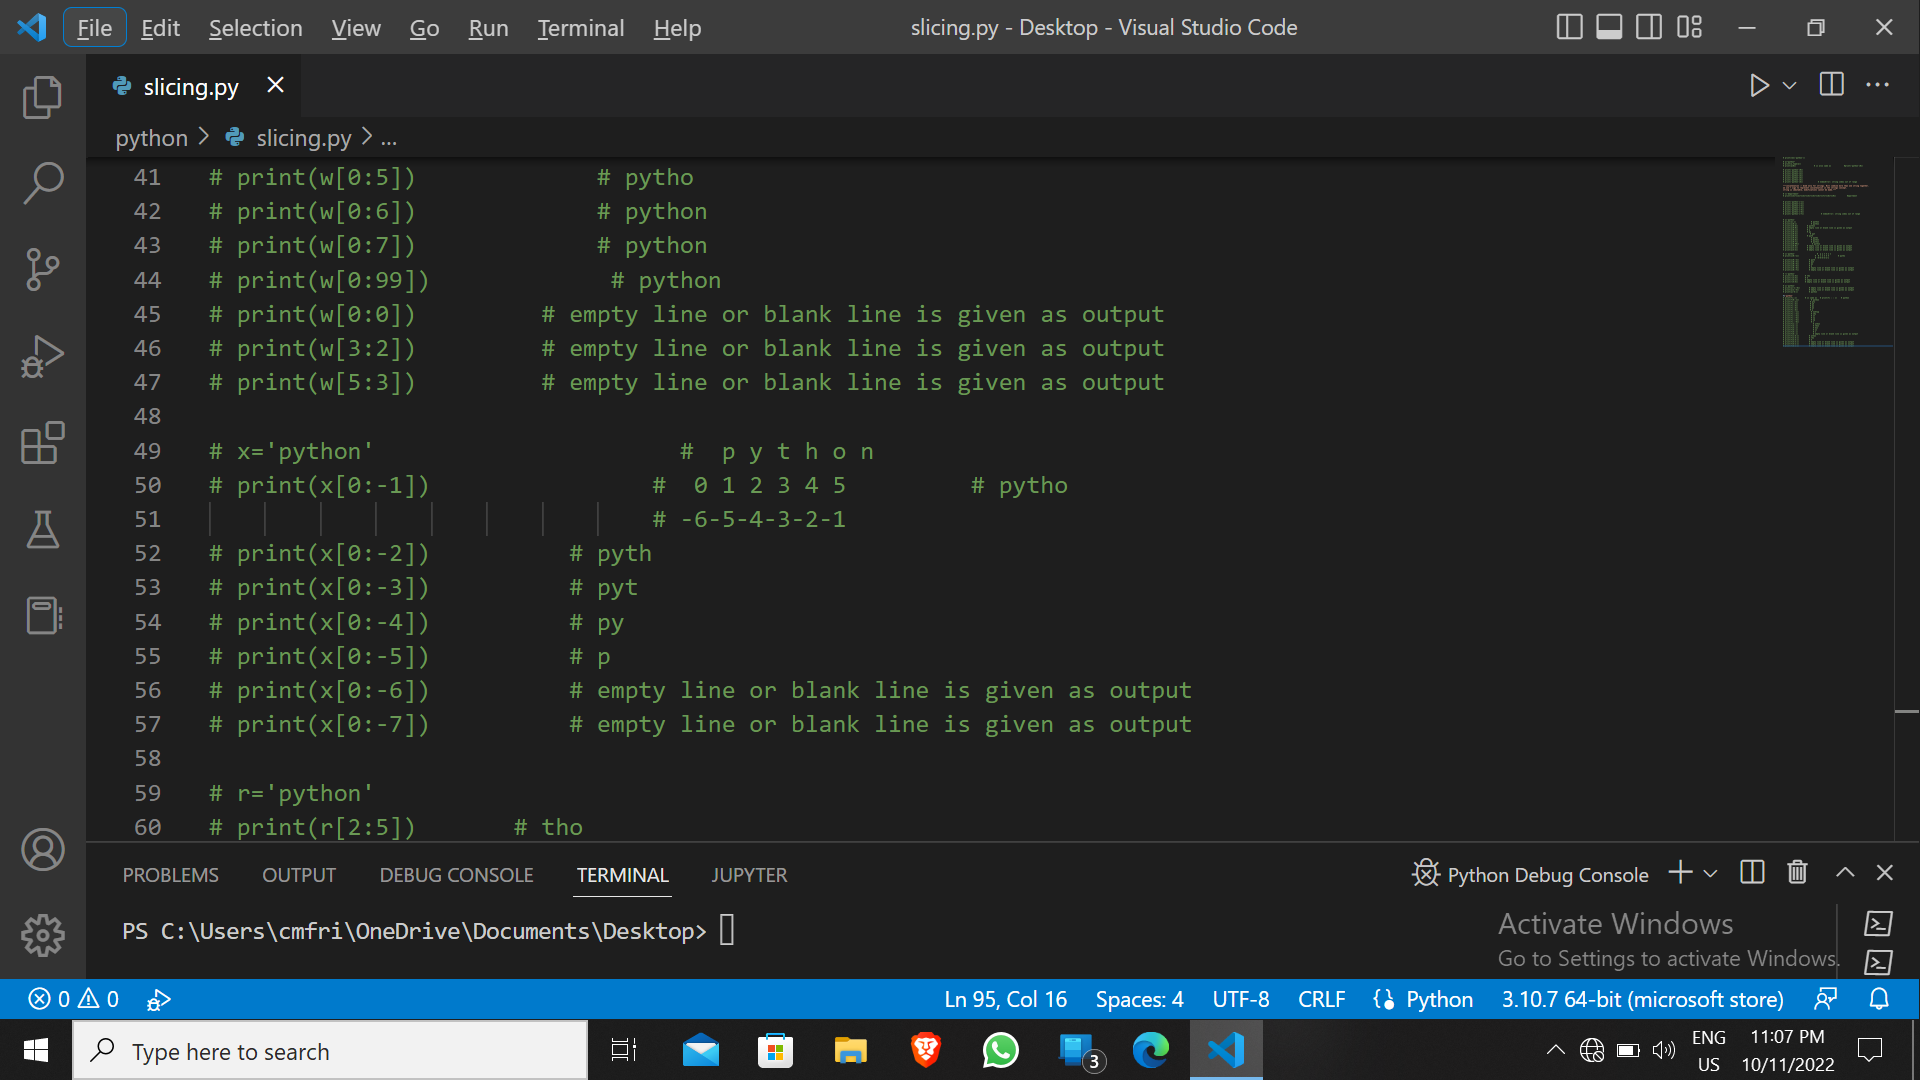 File Edit Selection View Go Run Terminal Help slicing.py - Desktop - Visual Studio Code
slicing.py
python > slicing.py > ...
41 # print(w[0:5]) # pytho
42 # print(w[0:6]) # python
43 # print(w[0:7]) # python
44 # print(w[0:99]) # python
45 # print(w[0:0]) # empty line or blank line is given as output
46 # print(w[3:2]) # empty line or blank line is given as output
47 # print(w[5:3]) # empty line or blank line is given as output
48
49 # x='python' # p y t h o n
50 # print(x[0:-1]) # 0 1 2 3 4 5 # pytho
51 # -6-5-4-3-2-1
52 # print(x[0:-2]) # pyth
53 # print(x[0:-3]) # pyt
54 # print(x[0:-4]) # py
55 # print(x[0:-5]) # p
56 # print(x[0:-6]) # empty line or blank line is given as output
57 # print(x[0:-7]) # empty line or blank line is given as output
58
59 # r='python'
60 # print(r[2:5]) # tho
PROBLEMS OUTPUT DEBUG CONSOLE TERMINAL JUPYTER Python Debug Console
PS C:\Users\cmfri\OneDrive\Documents\Desktop>
Activate Windows
Go to Settings to activate Windows.
0 0 Ln 95, Col 16 Spaces: 4 UTF-8 CRLF Python 3.10.7 64-bit (microsoft store)
Type here to search
3
ENG
US
11:07 PM
10/11/2022